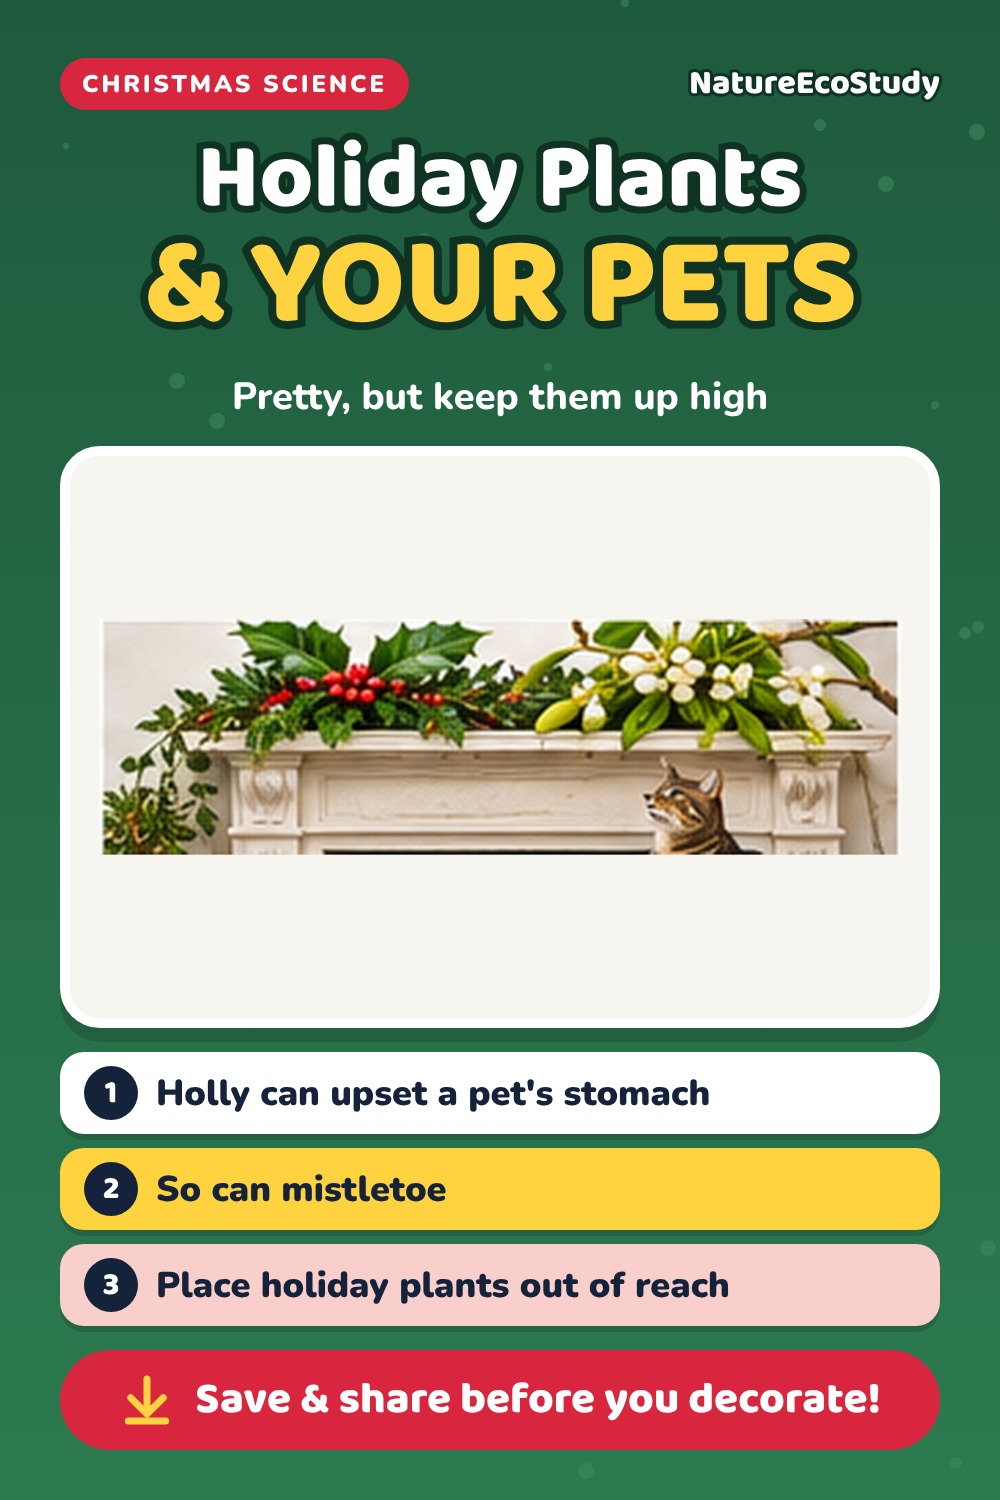 CHRISTMAS SCIENCE
NatureEcoStudy
Holiday Plants
& YOUR PETS
Pretty, but keep them up high
1 Holly can upset a pet's stomach
2 So can mistletoe
3 Place holiday plants out of reach
Save & share before you decorate!